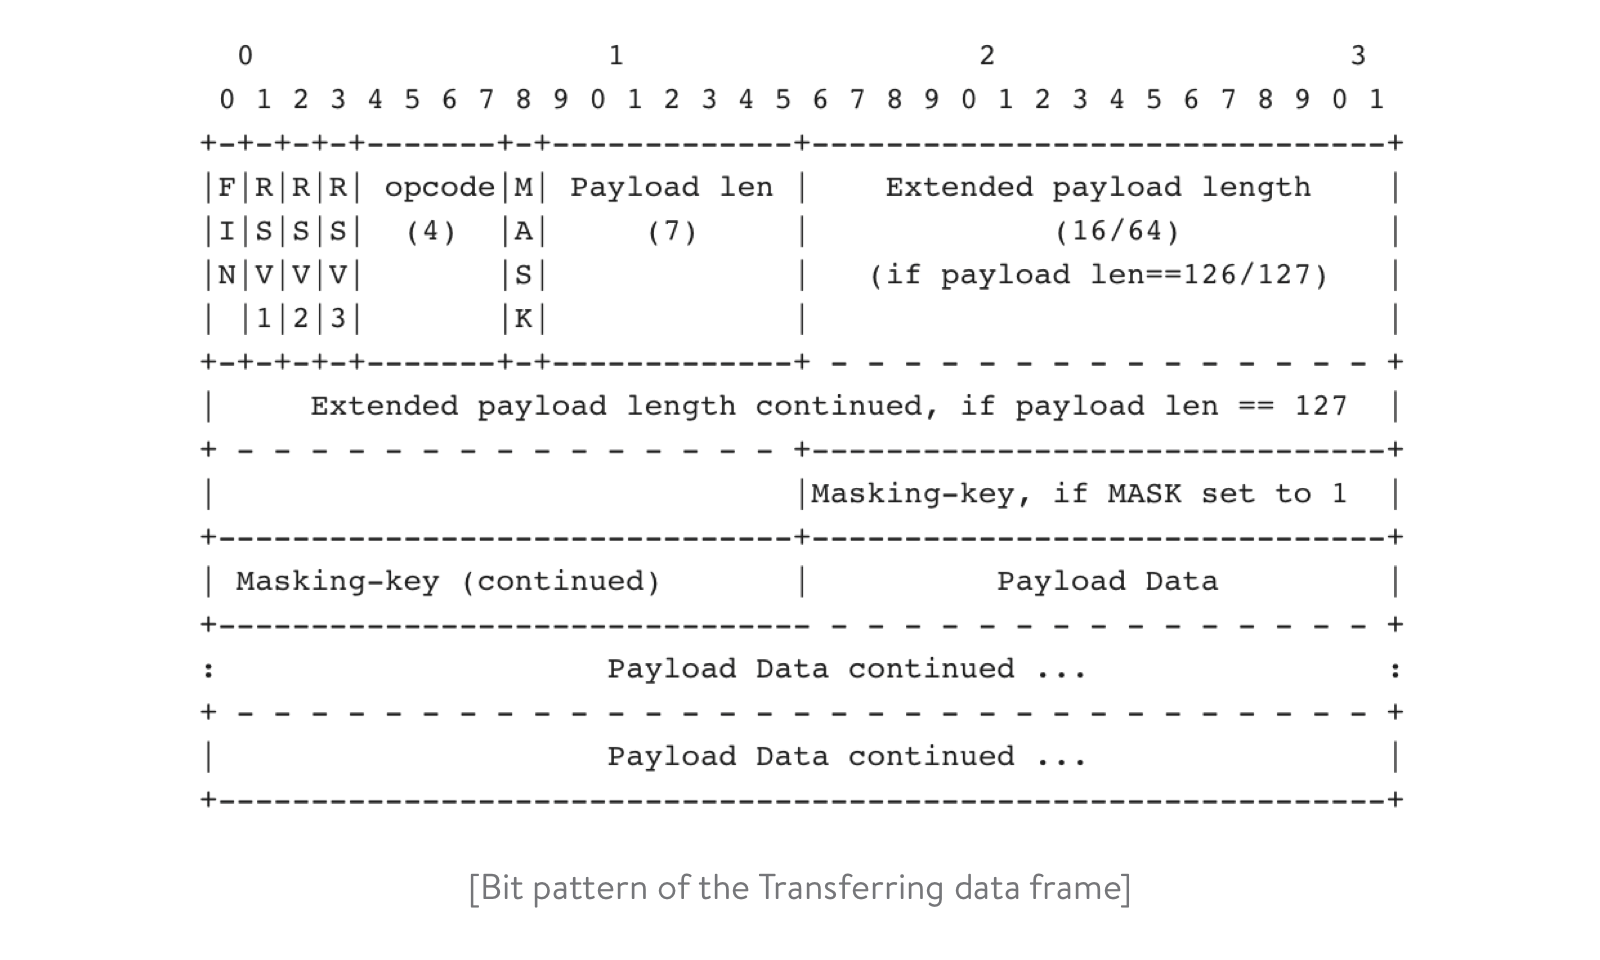 0                   1                   2                   3
 0 1 2 3 4 5 6 7 8 9 0 1 2 3 4 5 6 7 8 9 0 1 2 3 4 5 6 7 8 9 0 1
+-+-+-+-+-------+-+-------------+-------------------------------+
|F|R|R|R| opcode|M| Payload len |    Extended payload length    |
|I|S|S|S|  (4)  |A|     (7)     |             (16/64)           |
|N|V|V|V|       |S|             |   (if payload len==126/127)   |
| |1|2|3|       |K|             |                               |
+-+-+-+-+-------+-+-------------+ - - - - - - - - - - - - - - - +
|     Extended payload length continued, if payload len == 127  |
+ - - - - - - - - - - - - - - - +-------------------------------+
|                               |Masking-key, if MASK set to 1  |
+-------------------------------+-------------------------------+
| Masking-key (continued)       |          Payload Data         |
+-------------------------------- - - - - - - - - - - - - - - - +
:                     Payload Data continued ...                :
+ - - - - - - - - - - - - - - - - - - - - - - - - - - - - - - - +
|                     Payload Data continued ...                |
+---------------------------------------------------------------+
[Bit pattern of the Transferring data frame]